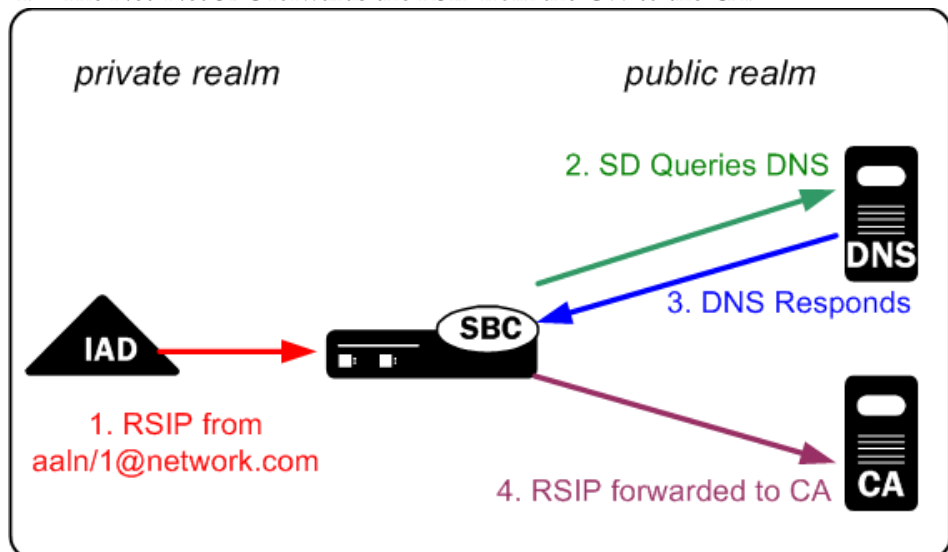 private realm
public realm
2. SD Queries DNS
DNS
3. DNS Responds
SBC
IAD
1. RSIP from
aaln/1@network.com
4. RSIP forwarded to CA
CA